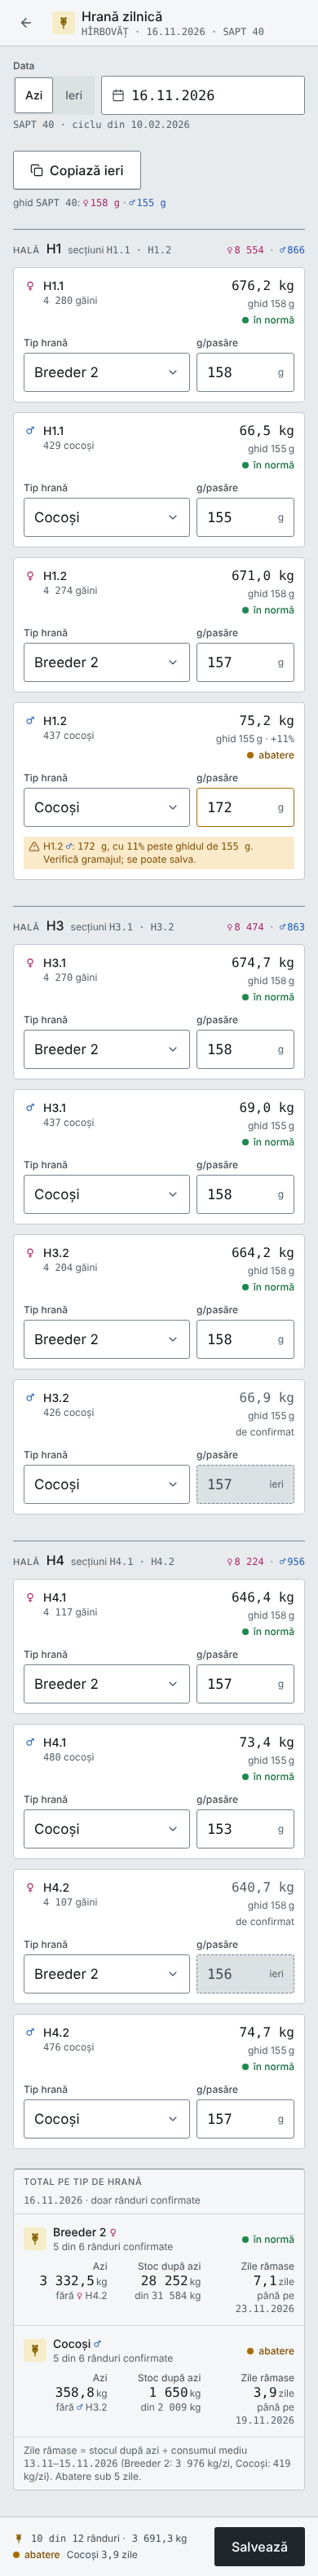 Hrană zilnică
HÎRBOVĂȚ · 16.11.2026 · SAPT 40
Data
Azi Ieri 16.11.2026
SAPT 40 · ciclu din 10.02.2026
Copiază ieri
ghid SAPT 40: ♀158 g · ♂155 g
HALĂ H1 secțiuni H1.1 · H1.2 ♀8 554 · ♂866
♀ H1.1 676,2 kg
4 280 găini ghid 158 g
în normă
Tip hrană g/pasăre
Breeder 2 158 g
♂ H1.1 66,5 kg
429 cocoși ghid 155 g
în normă
Tip hrană g/pasăre
Cocoși 155 g
♀ H1.2 671,0 kg
4 274 găini ghid 158 g
în normă
Tip hrană g/pasăre
Breeder 2 157 g
♂ H1.2 75,2 kg
437 cocoși ghid 155 g · +11%
abatere
Tip hrană g/pasăre
Cocoși 172 g
H1.2 ♂: 172 g, cu 11% peste ghidul de 155 g.
Verifică gramajul; se poate salva.
HALĂ H3 secțiuni H3.1 · H3.2 ♀8 474 · ♂863
♀ H3.1 674,7 kg
4 270 găini ghid 158 g
în normă
Tip hrană g/pasăre
Breeder 2 158 g
♂ H3.1 69,0 kg
437 cocoși ghid 155 g
în normă
Tip hrană g/pasăre
Cocoși 158 g
♀ H3.2 664,2 kg
4 204 găini ghid 158 g
în normă
Tip hrană g/pasăre
Breeder 2 158 g
♂ H3.2 66,9 kg
426 cocoși ghid 155 g
de confirmat
Tip hrană g/pasăre
Cocoși 157 ieri
HALĂ H4 secțiuni H4.1 · H4.2 ♀8 224 · ♂956
♀ H4.1 646,4 kg
4 117 găini ghid 158 g
în normă
Tip hrană g/pasăre
Breeder 2 157 g
♂ H4.1 73,4 kg
480 cocoși ghid 155 g
în normă
Tip hrană g/pasăre
Cocoși 153 g
♀ H4.2 640,7 kg
4 107 găini ghid 158 g
de confirmat
Tip hrană g/pasăre
Breeder 2 156 ieri
♂ H4.2 74,7 kg
476 cocoși ghid 155 g
în normă
Tip hrană g/pasăre
Cocoși 157 g
TOTAL PE TIP DE HRANĂ
16.11.2026 · doar rânduri confirmate
Breeder 2 ♀ în normă
5 din 6 rânduri confirmate
Azi Stoc după azi Zile rămase
3 332,5 kg 28 252 kg 7,1 zile
fără ♀ H4.2 din 31 584 kg până pe
23.11.2026
Cocoși ♂ abatere
5 din 6 rânduri confirmate
Azi Stoc după azi Zile rămase
358,8 kg 1 650 kg 3,9 zile
fără ♂ H3.2 din 2 009 kg până pe
19.11.2026
Zile rămase = stocul după azi ÷ consumul mediu
13.11–15.11.2026 (Breeder 2: 3 976 kg/zi, Cocoși: 419
kg/zi). Abatere sub 5 zile.
10 din 12 rânduri · 3 691,3 kg
abatere Cocoși 3,9 zile
Salvează